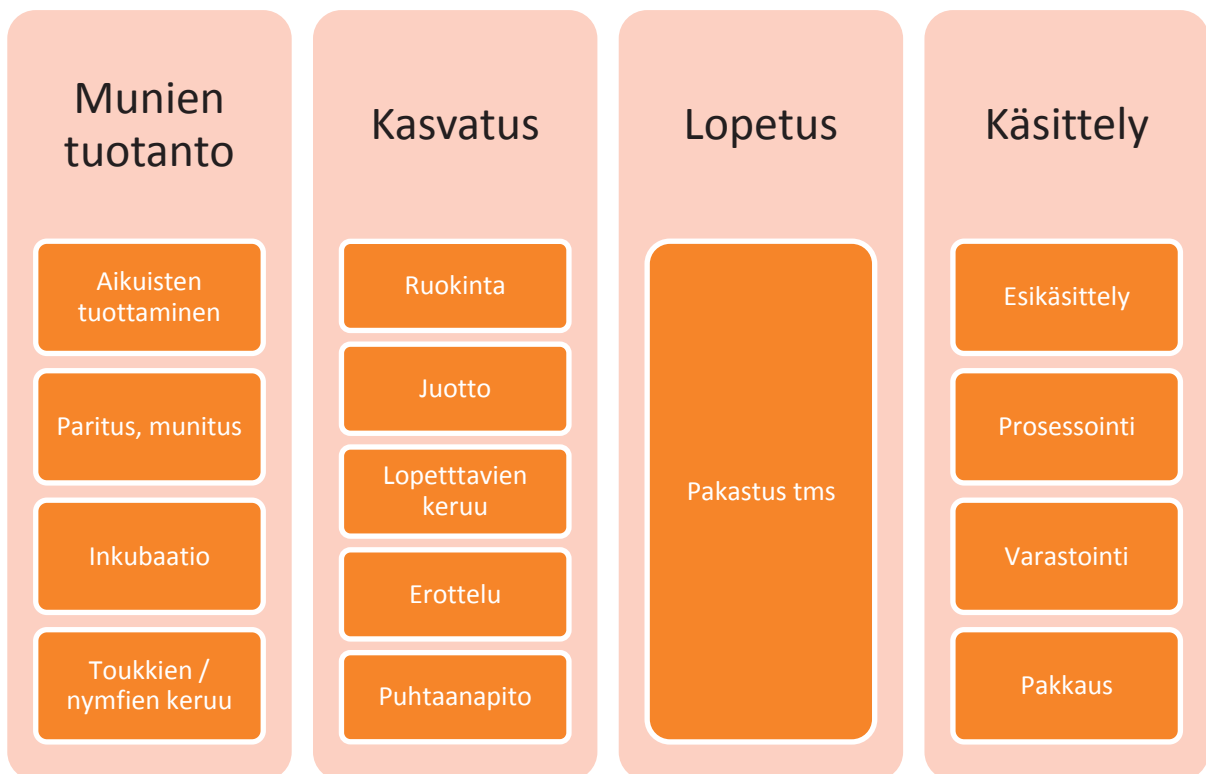 Munien
tuotanto
Aikuisten
tuottaminen
Paritus, munitus
Inkubaatio
Toukkien /
nymfien keruu
Kasvatus
Ruokinta
Juotto
Lopetttavien
keruu
Erottelu
Puhtaanapito
Lopetus
Pakastus tms
Käsittely
Esikäsittely
Prosessointi
Varastointi
Pakkaus